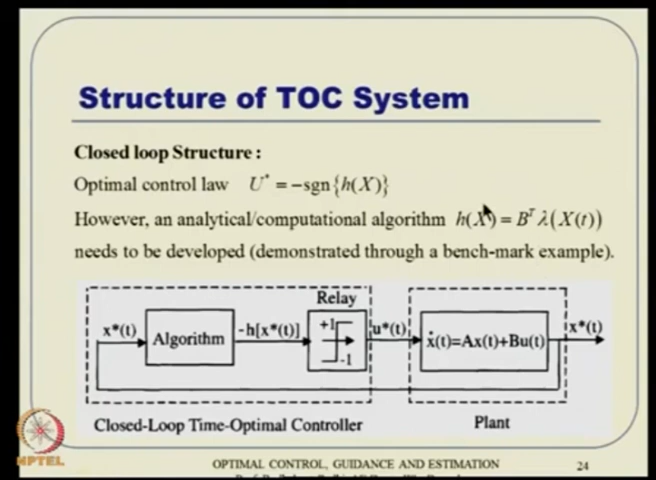 Structure of TOC System
Closed loop Structure :
Optimal control law U* = −sgn{h(X)}
However, an analytical/computational algorithm h(X) = Bᵀ λ(X(t))
needs to be developed (demonstrated through a bench-mark example).
Relay
x*(t) Algorithm -h[x*(t)] +1 -1 u*(t) ẋ(t)=Ax(t)+Bu(t) x*(t)
Closed-Loop Time-Optimal Controller Plant
NPTEL
OPTIMAL CONTROL, GUIDANCE AND ESTIMATION 24